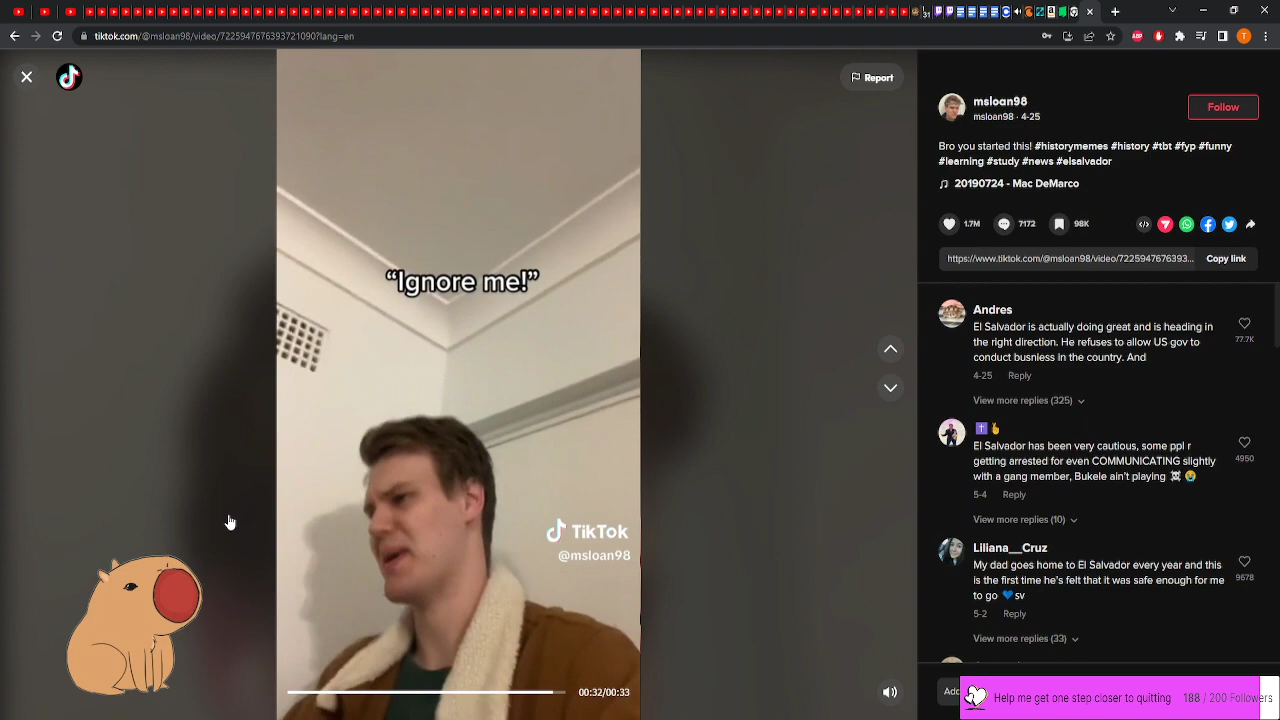 31
tiktok.com/@msloan98/video/7225947676393721090?lang=en
ABP
T
Report
"Ignore me!"
TikTok
@msloan98
00:32/00:33
msloan98
msloan98 · 4-25
Follow
Bro you started this! #historymemes #history #tbt #fyp #funny
#learning #study #news #elsalvador
20190724 - Mac DeMarco
1.7M
7172
98K
https://www.tiktok.com/@msloan98/video/722594767693...
Copy link
Andres
El Salvador is actually doing great and is heading in
the right direction. He refuses to allow US gov to
conduct busniess in the country. And
77.7K
4-25 Reply
View more replies (325)
El Salvador has been very cautious, some ppl r
getting arrested for even COMMUNICATING slightly
with a gang member, Bukele ain't playing ☠️😭
4950
5-4 Reply
View more replies (10)
Liliana__Cruz
My dad goes home to El Salvador every year and this
is the first time he's felt that it was safe enough for me
to go 💙sv
9678
5-2 Reply
View more replies (33)
Add
Help me get one step closer to quitting 188 / 200 Followers